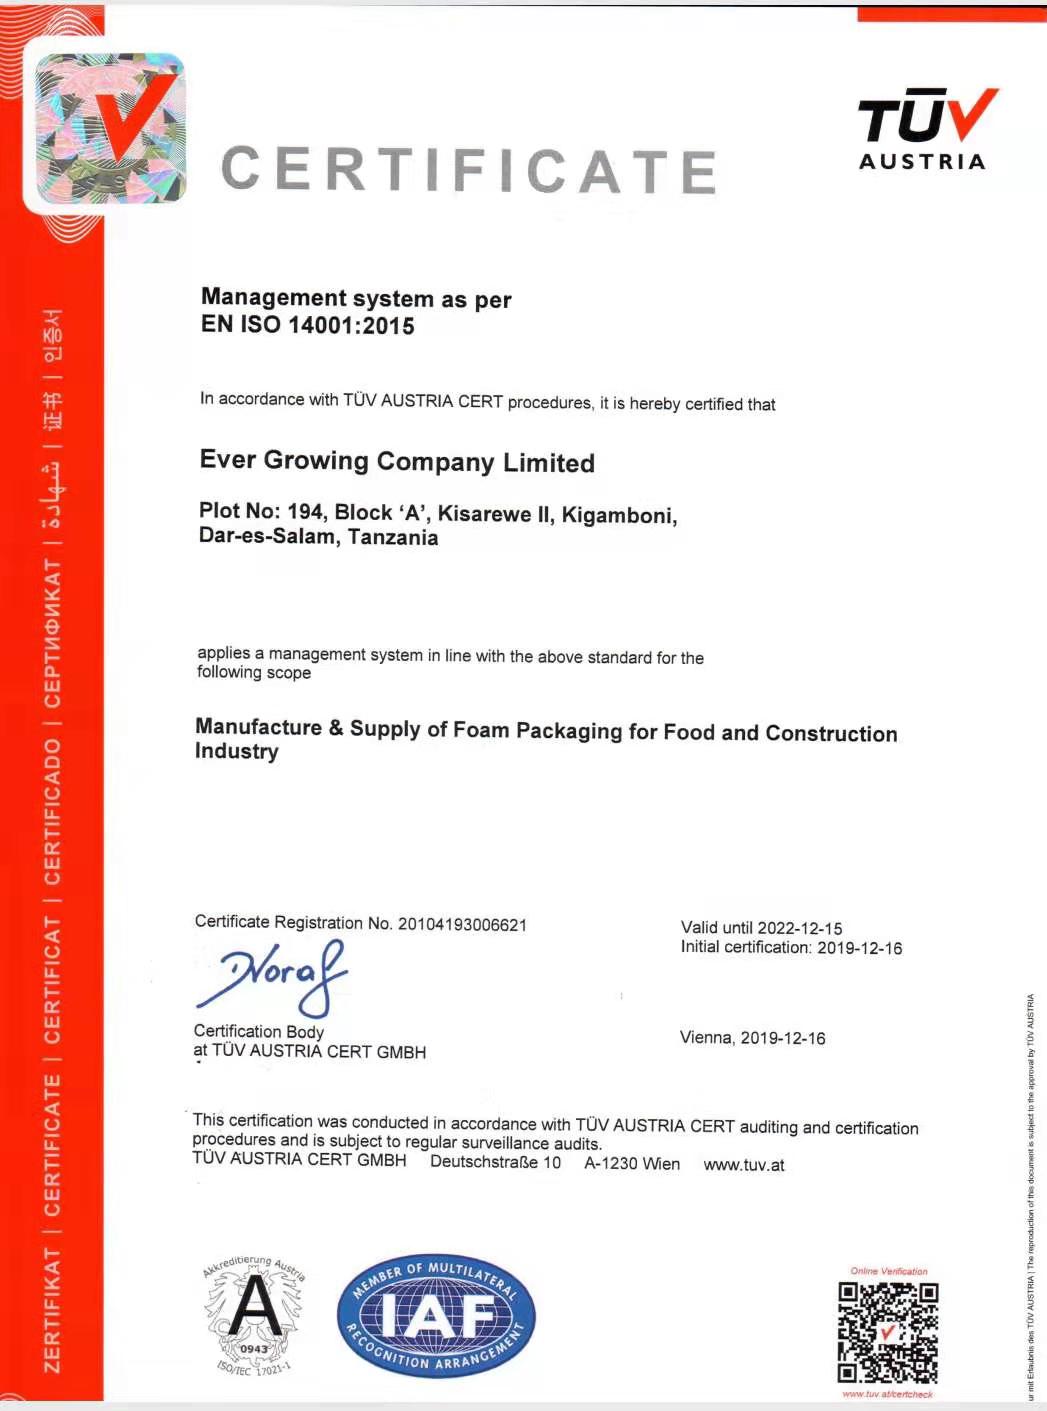 TÜV
AUSTRIA
CERTIFICATE
Management system as per
EN ISO 14001:2015
In accordance with TÜV AUSTRIA CERT procedures, it is hereby certified that
Ever Growing Company Limited
Plot No: 194, Block ‘A’, Kisarewe II, Kigamboni,
Dar-es-Salam, Tanzania
applies a management system in line with the above standard for the
following scope
Manufacture & Supply of Foam Packaging for Food and Construction
Industry
Certificate Registration No. 20104193006621
Valid until 2022-12-15
Initial certification: 2019-12-16
Certification Body
at TÜV AUSTRIA CERT GMBH
Vienna, 2019-12-16
This certification was conducted in accordance with TÜV AUSTRIA CERT auditing and certification
procedures and is subject to regular surveillance audits.
TÜV AUSTRIA CERT GMBH Deutschstraße 10 A-1230 Wien www.tuv.at
Akkreditierung Austria
A
0943
ISO/IEC 17021-1
MEMBER OF MULTILATERAL
IAF
RECOGNITION ARRANGEMENT
Online Verification
www.tuv.at/certcheck
ZERTIFIKAT | CERTIFICATE | CERTIFICAT | CERTIFICADO | СЕРТИФИКАТ | شهادة | 证书 | 인증서
mit Erlaubnis des TÜV AUSTRIA | The reproduction of this document is subject to the approval by TÜV AUSTRIA